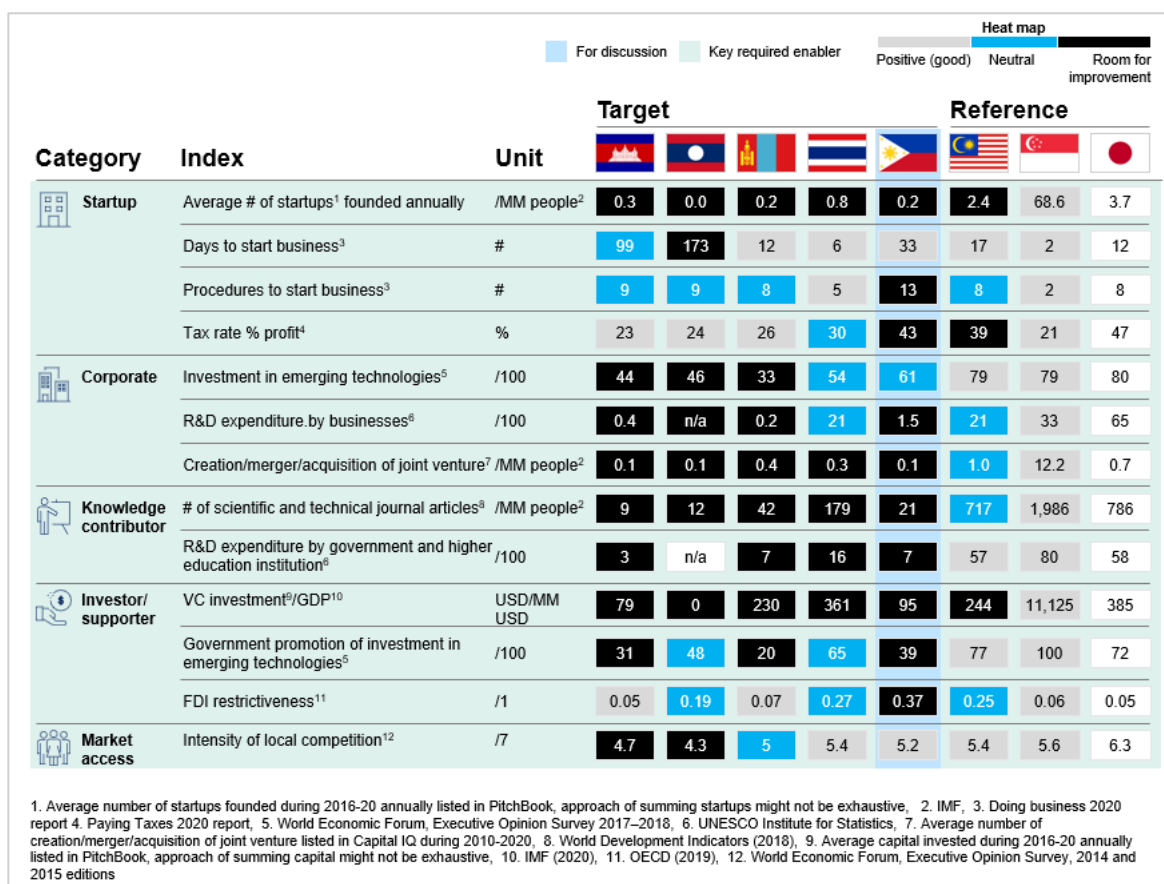 Heat map
For discussion
Key required enabler
Positive (good) Neutral Room for
improvement
Target Reference
Category Index Unit
Startup Average # of startups¹ founded annually /MM people² 0.3 0.0 0.2 0.8 0.2 2.4 68.6 3.7
Days to start business³ # 99 173 12 6 33 17 2 12
Procedures to start business³ # 9 9 8 5 13 8 2 8
Tax rate % profit⁴ % 23 24 26 30 43 39 21 47
Corporate Investment in emerging technologies⁵ /100 44 46 33 54 61 79 79 80
R&D expenditure.by businesses⁶ /100 0.4 n/a 0.2 21 1.5 21 33 65
Creation/merger/acquisition of joint venture⁷ /MM people² 0.1 0.1 0.4 0.3 0.1 1.0 12.2 0.7
Knowledge
contributor
# of scientific and technical journal articles⁸ /MM people² 9 12 42 179 21 717 1,986 786
R&D expenditure by government and higher
education institution⁶
/100 3 n/a 7 16 7 57 80 58
Investor/
supporter
VC investment⁹/GDP¹⁰ USD/MM
USD
79 0 230 361 95 244 11,125 385
Government promotion of investment in
emerging technologies⁵
/100 31 48 20 65 39 77 100 72
FDI restrictiveness¹¹ /1 0.05 0.19 0.07 0.27 0.37 0.25 0.06 0.05
Market
access
Intensity of local competition¹² /7 4.7 4.3 5 5.4 5.2 5.4 5.6 6.3
1. Average number of startups founded during 2016-20 annually listed in PitchBook, approach of summing startups might not be exhaustive, 2. IMF, 3. Doing business 2020
report 4. Paying Taxes 2020 report, 5. World Economic Forum, Executive Opinion Survey 2017–2018, 6. UNESCO Institute for Statistics, 7. Average number of
creation/merger/acquisition of joint venture listed in Capital IQ during 2010-2020, 8. World Development Indicators (2018), 9. Average capital invested during 2016-20 annually
listed in PitchBook, approach of summing capital might not be exhaustive, 10. IMF (2020), 11. OECD (2019), 12. World Economic Forum, Executive Opinion Survey, 2014 and
2015 editions